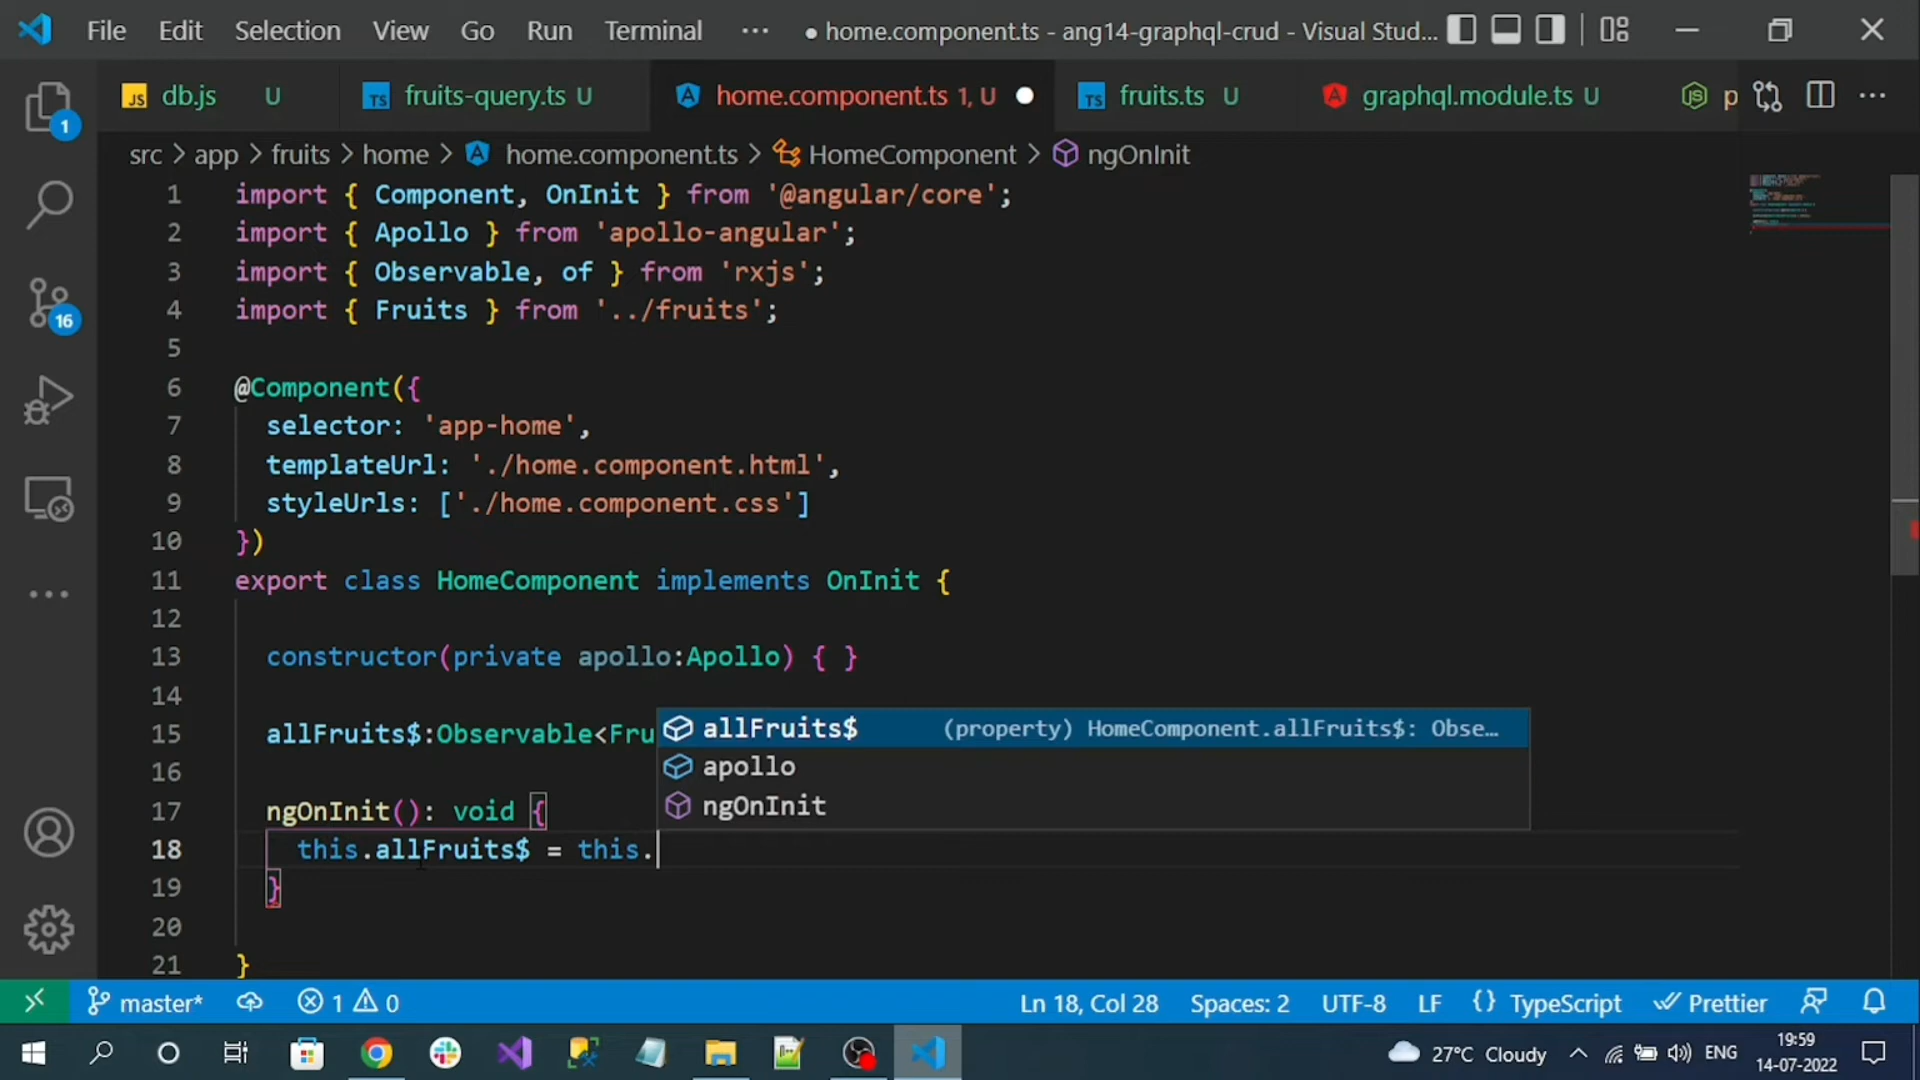 File Edit Selection View Go Run Terminal ··· ● home.component.ts - ang14-graphql-crud - Visual Stud...
JS db.js U TS fruits-query.ts U home.component.ts 1, U TS fruits.ts U graphql.module.ts U p ···
src > app > fruits > home > home.component.ts > HomeComponent > ngOnInit
1 import { Component, OnInit } from '@angular/core';
2 import { Apollo } from 'apollo-angular';
3 import { Observable, of } from 'rxjs';
4 import { Fruits } from '../fruits';
5
6 @Component({
7 selector: 'app-home',
8 templateUrl: './home.component.html',
9 styleUrls: ['./home.component.css']
10 })
11 export class HomeComponent implements OnInit {
12
13 constructor(private apollo:Apollo) { }
14
15 allFruits$:Observable<Fru
allFruits$ (property) HomeComponent.allFruits$: Obse...
apollo
ngOnInit
16
17 ngOnInit(): void {
18 this.allFruits$ = this.
19 }
20
21 }
1
16
master* 1 0 Ln 18, Col 28 Spaces: 2 UTF-8 LF {} TypeScript Prettier
27°C Cloudy ENG 19:59
14-07-2022